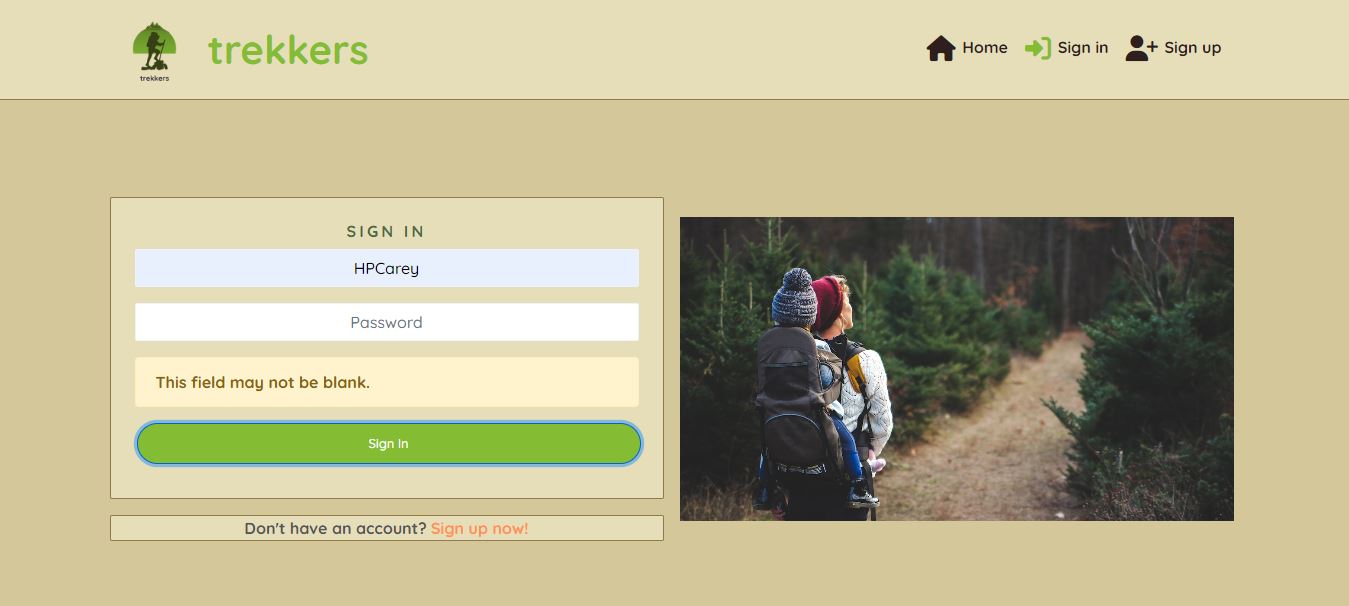 trekkers
trekkers
Home
Sign in
Sign up
SIGN IN
HPCarey
Password
This field may not be blank.
Sign In
Don't have an account? Sign up now!